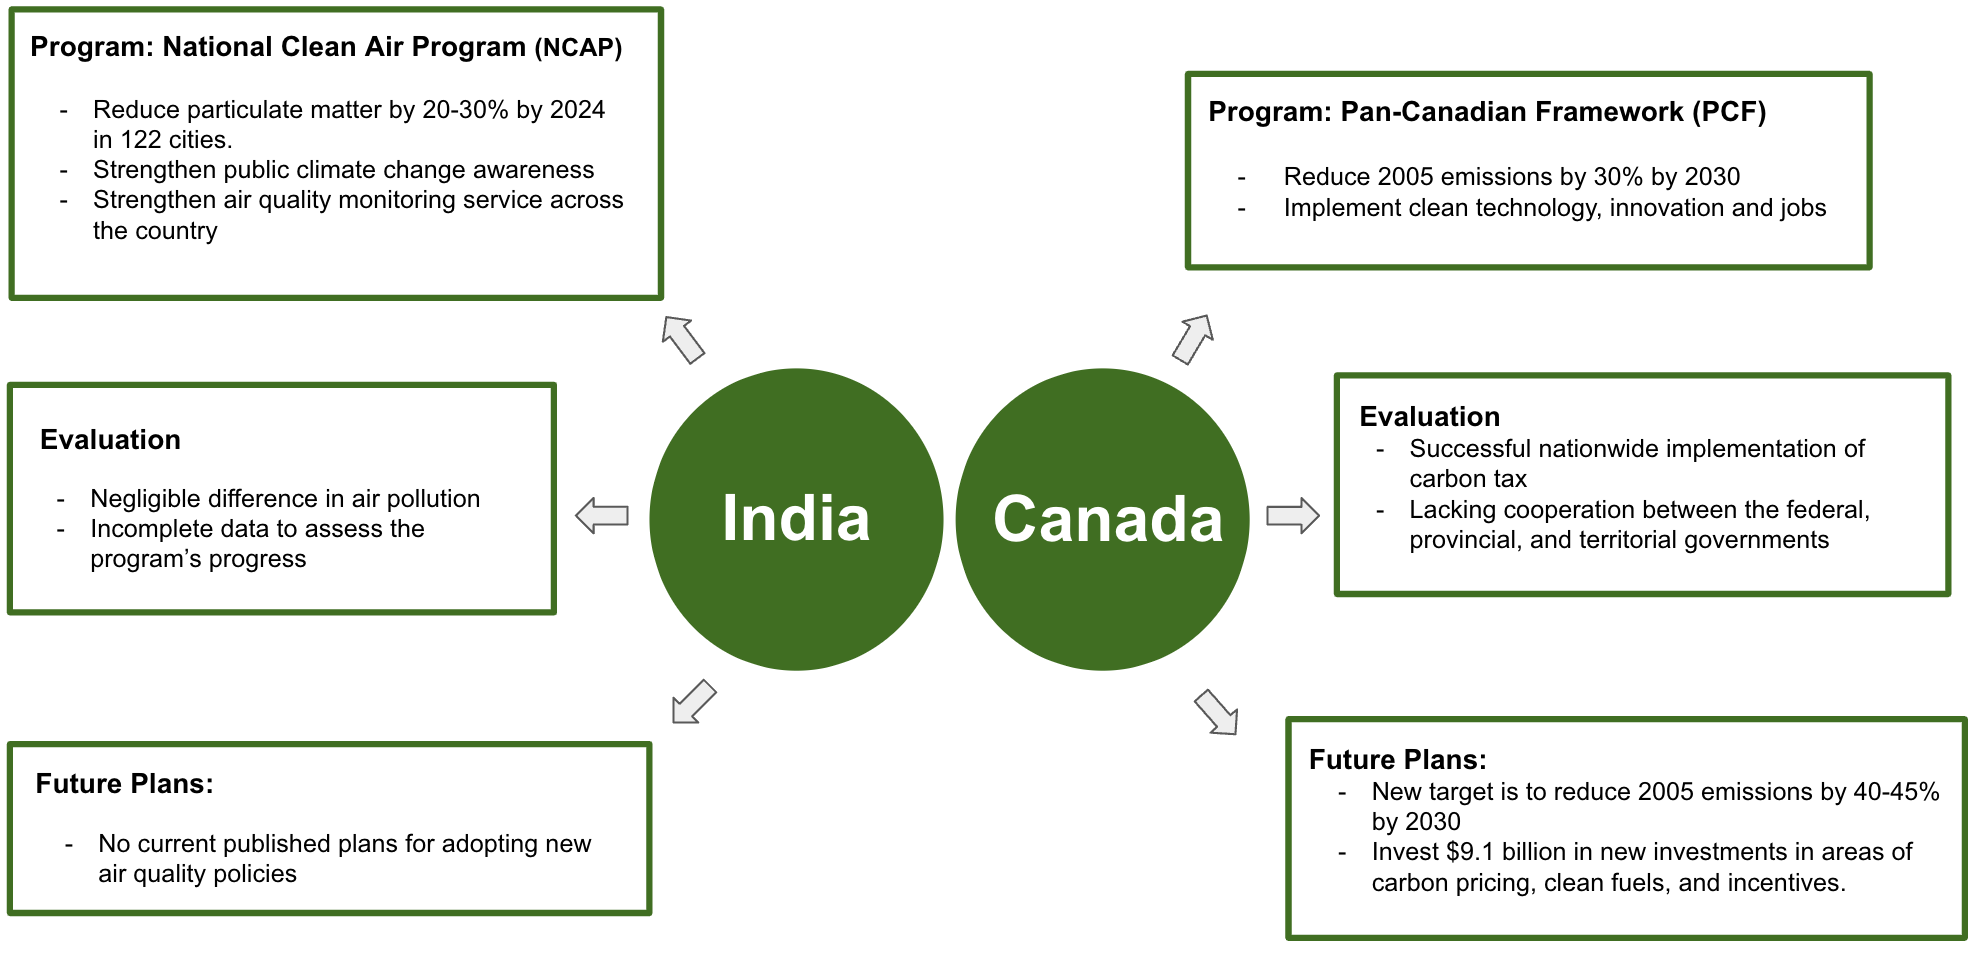 Program: National Clean Air Program (NCAP)
- Reduce particulate matter by 20-30% by 2024
in 122 cities.
- Strengthen public climate change awareness
- Strengthen air quality monitoring service across
the country
Evaluation
- Negligible difference in air pollution
- Incomplete data to assess the
program’s progress
Future Plans:
- No current published plans for adopting new
air quality policies
India
Canada
Program: Pan-Canadian Framework (PCF)
- Reduce 2005 emissions by 30% by 2030
- Implement clean technology, innovation and jobs
Evaluation
- Successful nationwide implementation of
carbon tax
- Lacking cooperation between the federal,
provincial, and territorial governments
Future Plans:
- New target is to reduce 2005 emissions by 40-45%
by 2030
- Invest $9.1 billion in new investments in areas of
carbon pricing, clean fuels, and incentives.